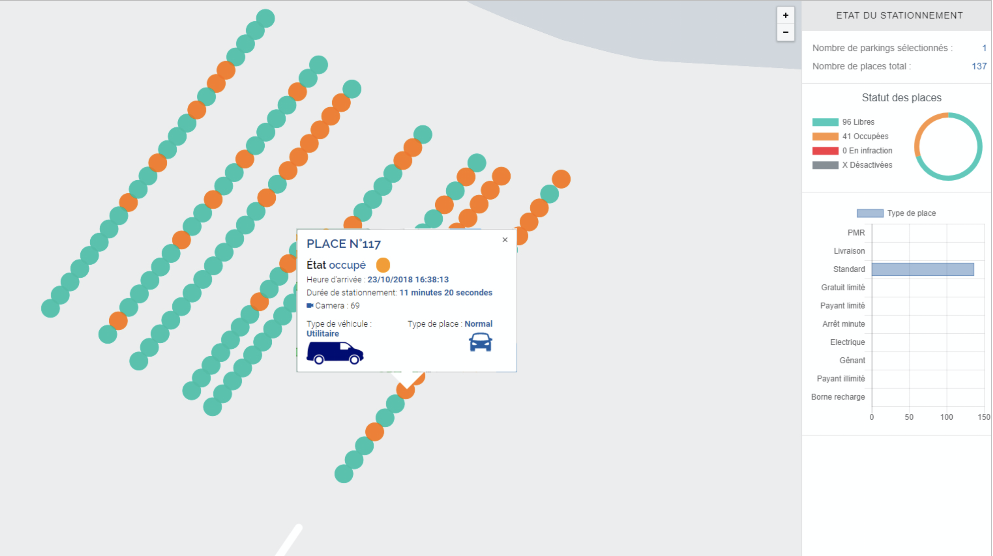 +
−
PLACE N°117
×
État occupé
Heure d'arrivée : 23/10/2018 16:38:13
Durée de stationnement: 11 minutes 20 secondes
Camera : 69
Type de véhicule : Utilitaire
Type de place : Normal
ETAT DU STATIONNEMENT
Nombre de parkings sélectionnés : 1
Nombre de places total : 137
Statut des places
96 Libres
41 Occupées
0 En infraction
X Désactivées
Type de place
PMR
Livraison
Standard
Gratuit limité
Payant limité
Arrêt minute
Electrique
Gênant
Payant illimité
Borne recharge
0 50 100 150